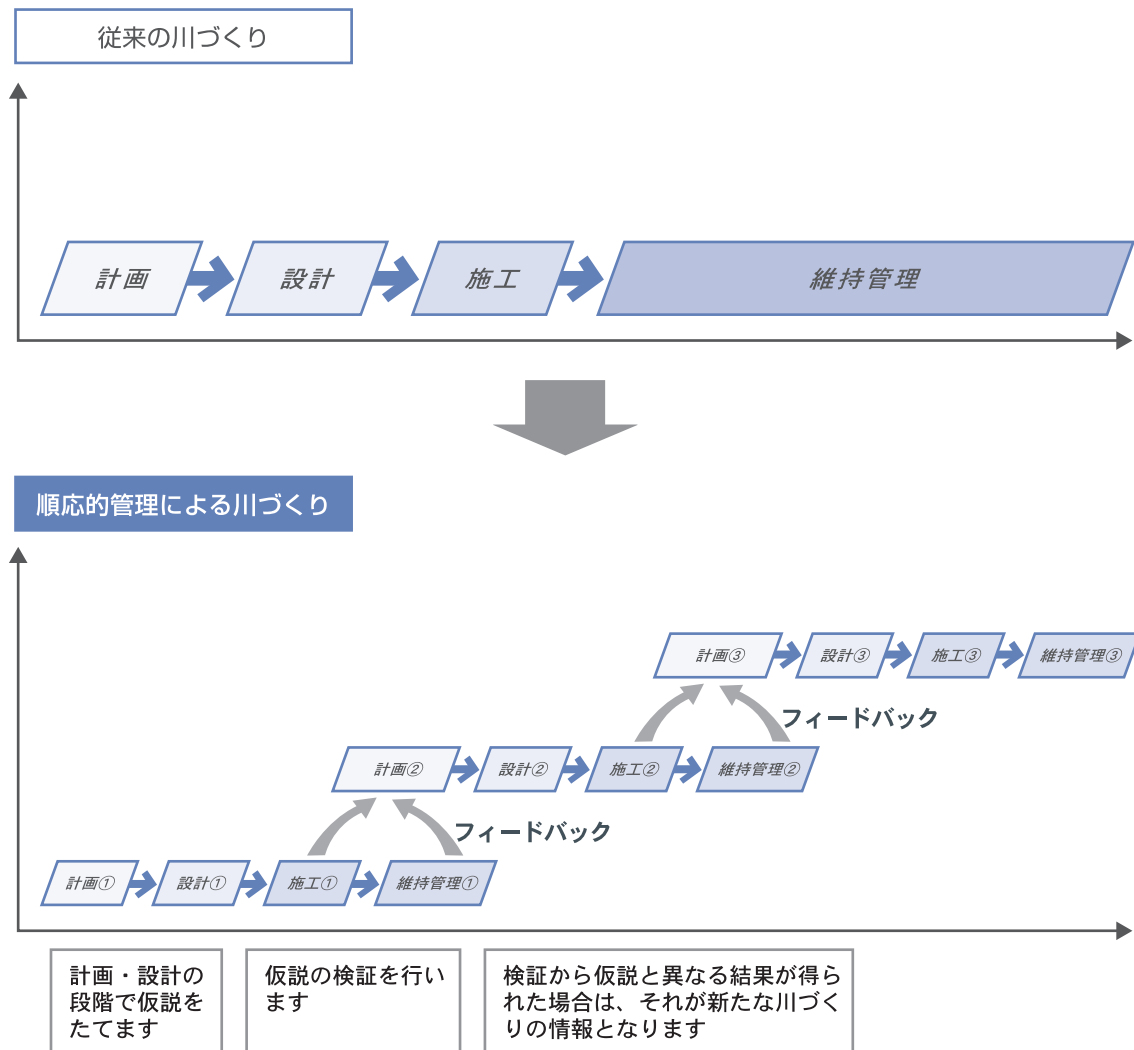 従来の川づくり
計画
設計
施工
維持管理
順応的管理による川づくり
計画③
設計③
施工③
維持管理③
フィードバック
計画②
設計②
施工②
維持管理②
フィードバック
計画①
設計①
施工①
維持管理①
計画・設計の
段階で仮説を
たてます
仮説の検証を行い
ます
検証から仮説と異なる結果が得ら
れた場合は、それが新たな川づく
りの情報となります